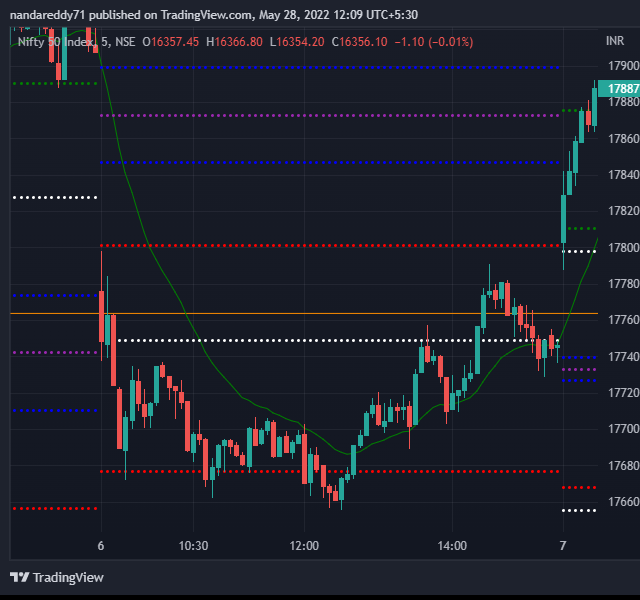 nandareddy71 published on TradingView.com, May 28, 2022 12:09 UTC+5:30
Nifty 50 Index, 5, NSE O16357.45 H16366.80 L16354.20 C16356.10 −1.10 (−0.01%)
INR
17900
17887
17880
17860
17840
17820
17800
17780
17760
17740
17720
17700
17680
17660
6 10:30 12:00 14:00 7
TradingView